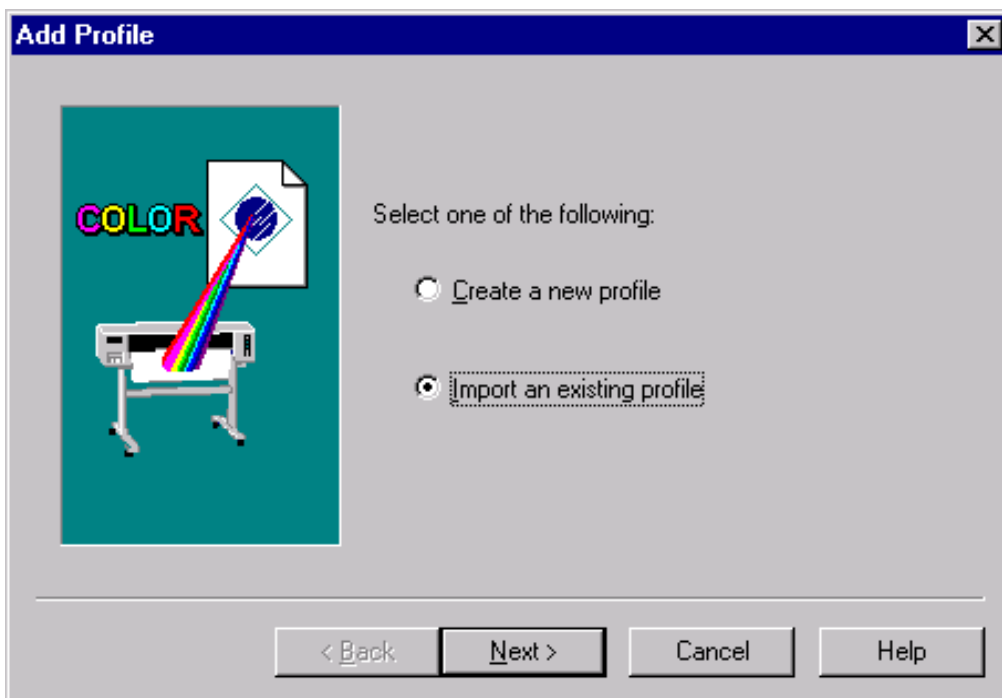 Add Profile
COLOR
Select one of the following:
Create a new profile
Import an existing profile
< Back Next > Cancel Help